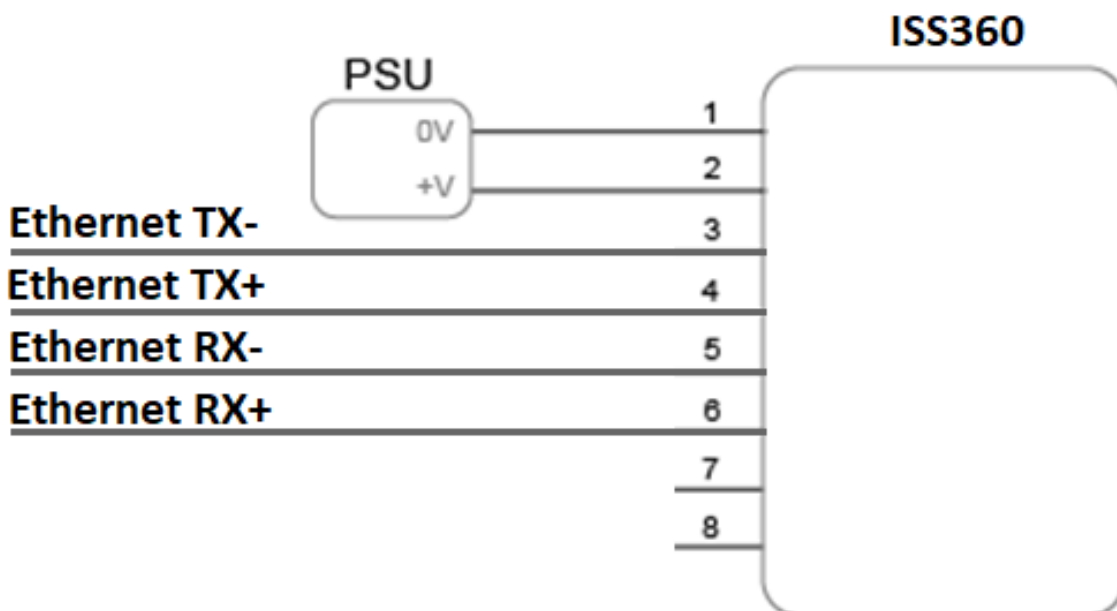 ISS360
PSU
0V
+V
1
2
Ethernet TX-
3
Ethernet TX+
4
Ethernet RX-
5
Ethernet RX+
6
7
8